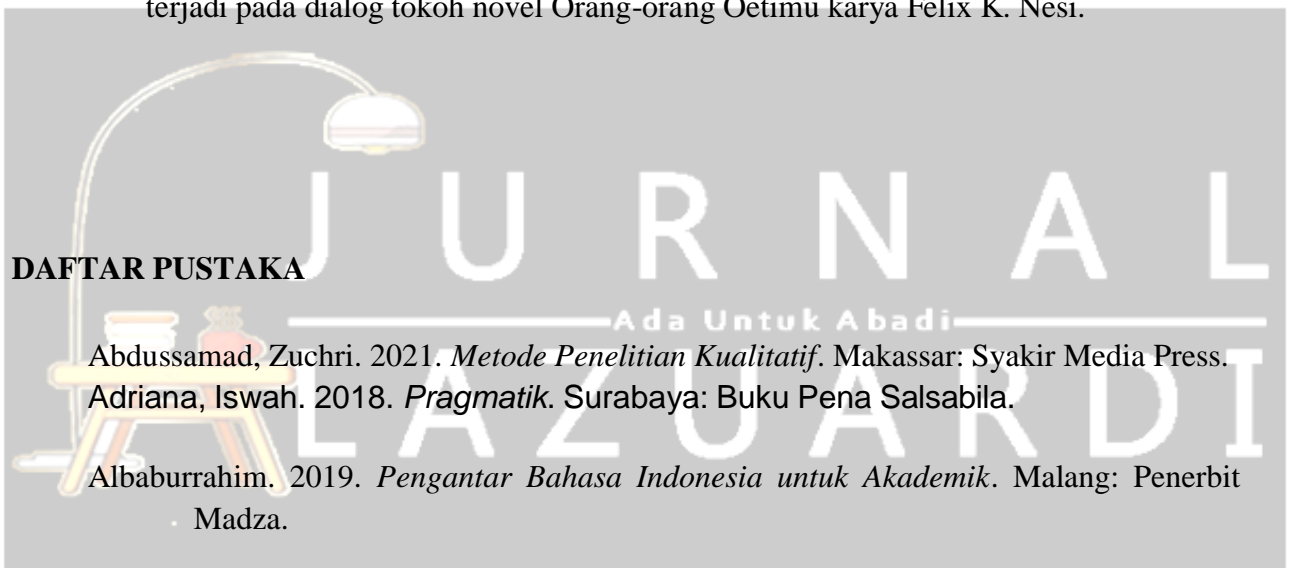 terjadi pada dialog tokoh novel Orang-orang Oetimu karya Felix K. Nesi.
J U R N A L
DAFTAR PUSTAKA
Ada Untuk Abadi
Abdussamad, Zuchri. 2021. Metode Penelitian Kualitatif. Makassar: Syakir Media Press.
Adriana, Iswah. 2018. Pragmatik. Surabaya: Buku Pena Salsabila.
LAZUARDI
Albaburrahim. 2019. Pengantar Bahasa Indonesia untuk Akademik. Malang: Penerbit
Madza.